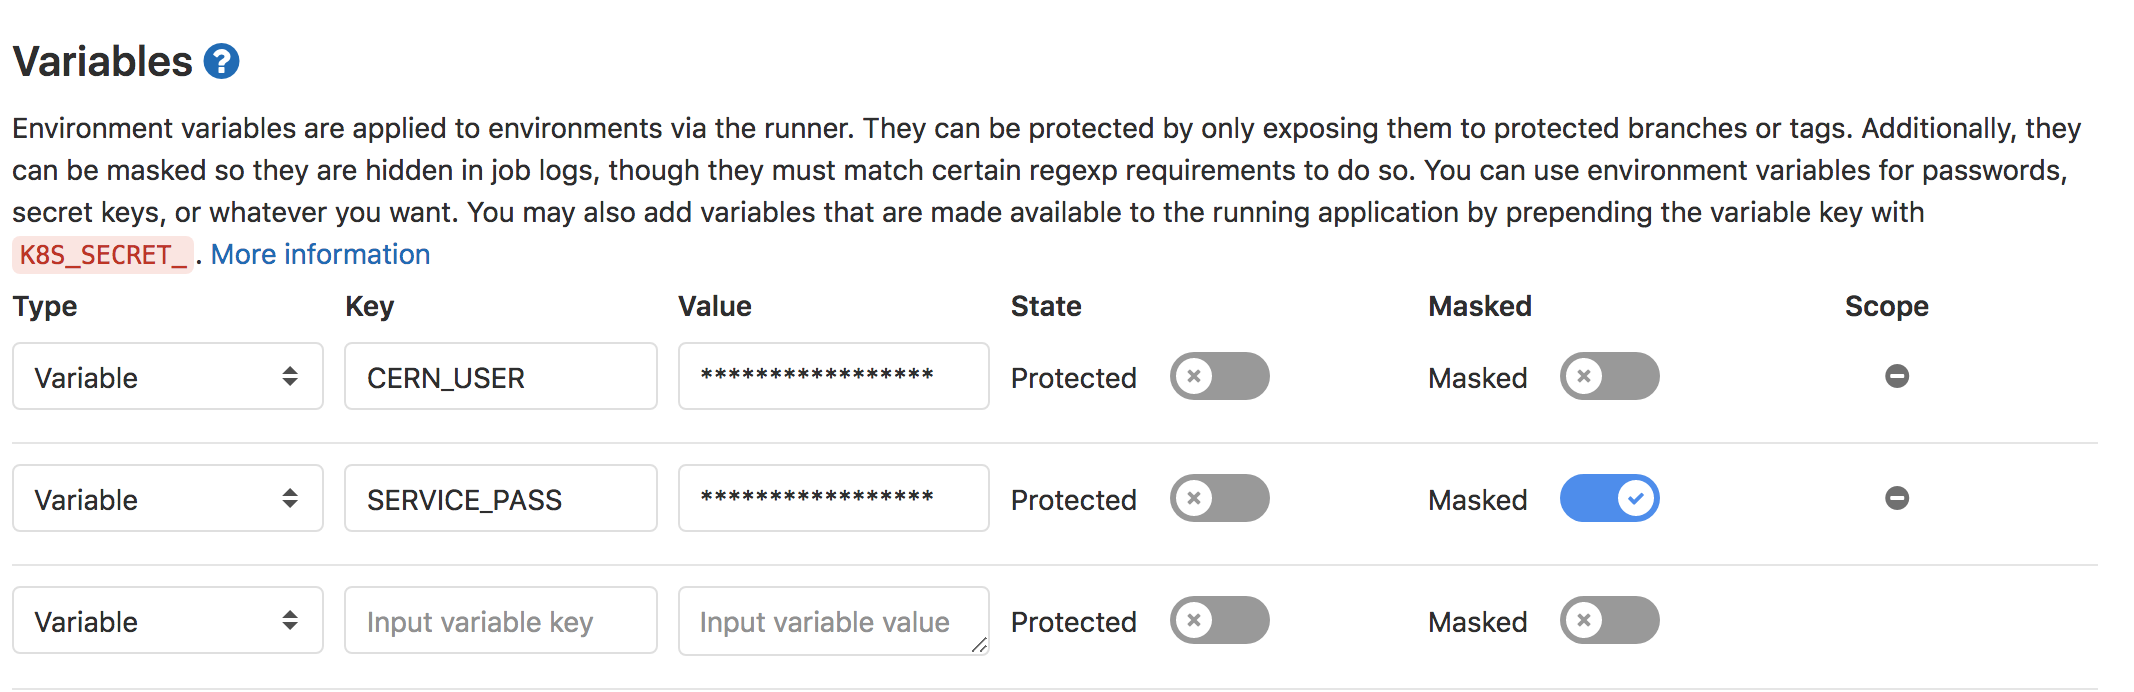 Variables ?
Environment variables are applied to environments via the runner. They can be protected by only exposing them to protected branches or tags. Additionally, they
can be masked so they are hidden in job logs, though they must match certain regexp requirements to do so. You can use environment variables for passwords,
secret keys, or whatever you want. You may also add variables that are made available to the running application by prepending the variable key with
K8S_SECRET_ . More information
Type Key Value State Masked Scope
Variable CERN_USER ***************** Protected Masked
Variable SERVICE_PASS ***************** Protected Masked
Variable Input variable key Input variable value Protected Masked